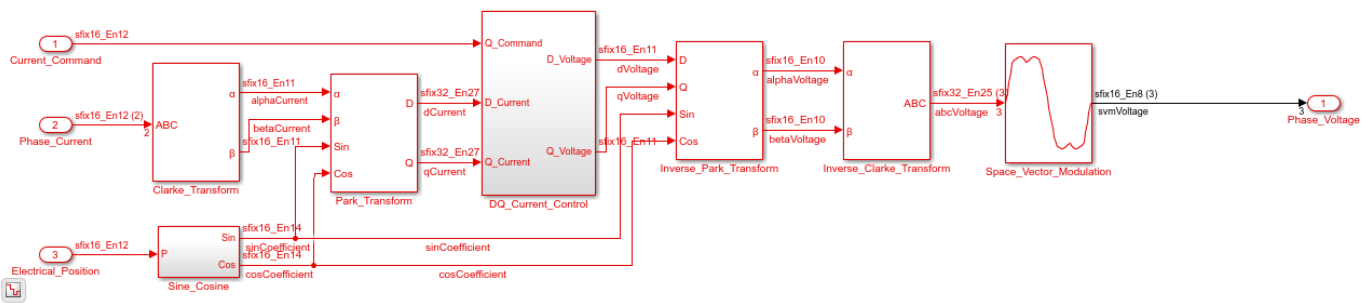 sfix16_En12
1
Current_Command
sfix16_En12 (2)
2
Phase_Current
2
ABC
α
β
Clarke_Transform
sfix16_En11
alphaCurrent
betaCurrent
sfix16_En11
α
β
Sin
Cos
D
Q
Park_Transform
sfix32_En27
dCurrent
sfix32_En27
qCurrent
Q_Command
D_Current
Q_Current
D_Voltage
Q_Voltage
DQ_Current_Control
sfix16_En11
dVoltage
qVoltage
sfix16_En11
D
Q
Sin
Cos
α
β
Inverse_Park_Transform
sfix16_En10
alphaVoltage
sfix16_En10
betaVoltage
α
β
ABC
Inverse_Clarke_Transform
sfix32_En25 (3)
abcVoltage
3
Space_Vector_Modulation
sfix16_En8 (3)
svmVoltage
3
1
Phase_Voltage
sfix16_En12
3
Electrical_Position
P
Sin
Cos
Sine_Cosine
sfix16_En14
sinCoefficient
sfix16_En14
cosCoefficient
sinCoefficient
cosCoefficient